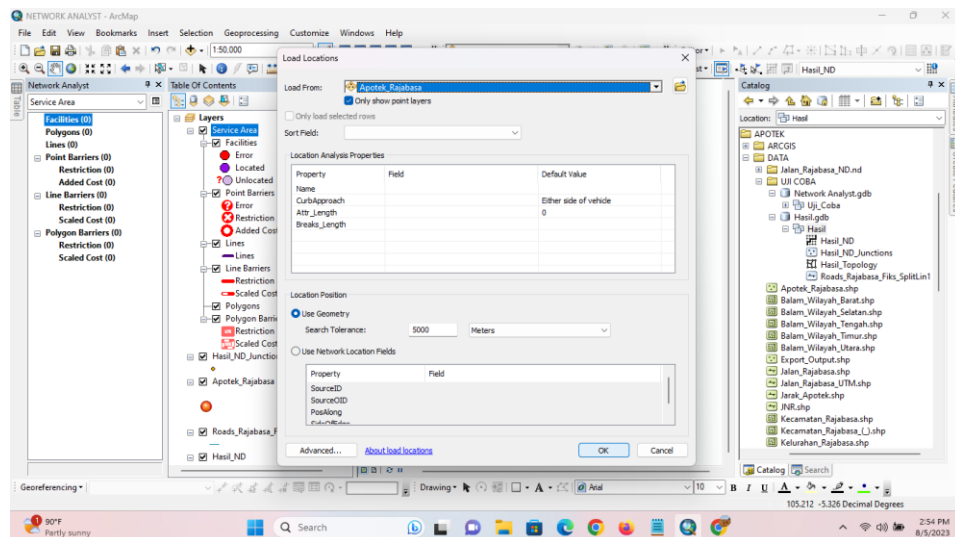 NETWORK ANALYST - ArcMap
File Edit View Bookmarks Insert Selection Geoprocessing Customize Windows Help
1:50,000
Hasil_ND
Network Analyst
Service Area
Facilities (0)
Polygons (0)
Lines (0)
Point Barriers (0)
Restriction (0)
Added Cost (0)
Line Barriers (0)
Restriction (0)
Scaled Cost (0)
Polygon Barriers (0)
Restriction (0)
Scaled Cost (0)
Table
Table Of Contents
Layers
Service Area
Facilities
Error
Located
Unlocated
Point Barriers
Error
Restriction
Added Cost
Lines
Lines
Line Barriers
Restriction
Scaled Cost
Polygons
Polygon Barrie
Restriction
Scaled Cost
Hasil_ND_Junctio
Apotek_Rajabasa
Roads_Rajabasa_F
Hasil_ND
Load Locations
Load From: Apotek_Rajabasa
Only show point layers
Only load selected rows
Sort Field:
Location Analysis Properties
Property Field Default Value
Name
CurbApproach Either side of vehicle
Attr_Length 0
Breaks_Length
Location Position
Use Geometry
Search Tolerance: 5000 Meters
Use Network Location Fields
Property Field
SourceID
SourceOID
PosAlong
SideOfEdge
Advanced... About load locations OK Cancel
Catalog
Location: Hasil
APOTEK
ARCGIS
DATA
Jalan_Rajabasa_ND.nd
UJI COBA
Network Analyst.gdb
Uji_Coba
Hasil.gdb
Hasil
Hasil_ND
Hasil_ND_Junctions
Hasil_Topology
Roads_Rajabasa_Fiks_SplitLin1
Apotek_Rajabasa.shp
Balam_Wilayah_Barat.shp
Balam_Wilayah_Selatan.shp
Balam_Wilayah_Tengah.shp
Balam_Wilayah_Timur.shp
Balam_Wilayah_Utara.shp
Export_Output.shp
Jalan_Rajabasa.shp
Jalan_Rajabasa_UTM.shp
Jarak_Apotek.shp
JNR.shp
Kecamatan_Rajabasa.shp
Kecamatan_Rajabasa_(_).shp
Kelurahan_Rajabasa.shp
Catalog Search
Georeferencing
Drawing A Arial 10 B I U A
105.212 -5.326 Decimal Degrees
90°F
Partly sunny
Search
2:54 PM
8/5/2023